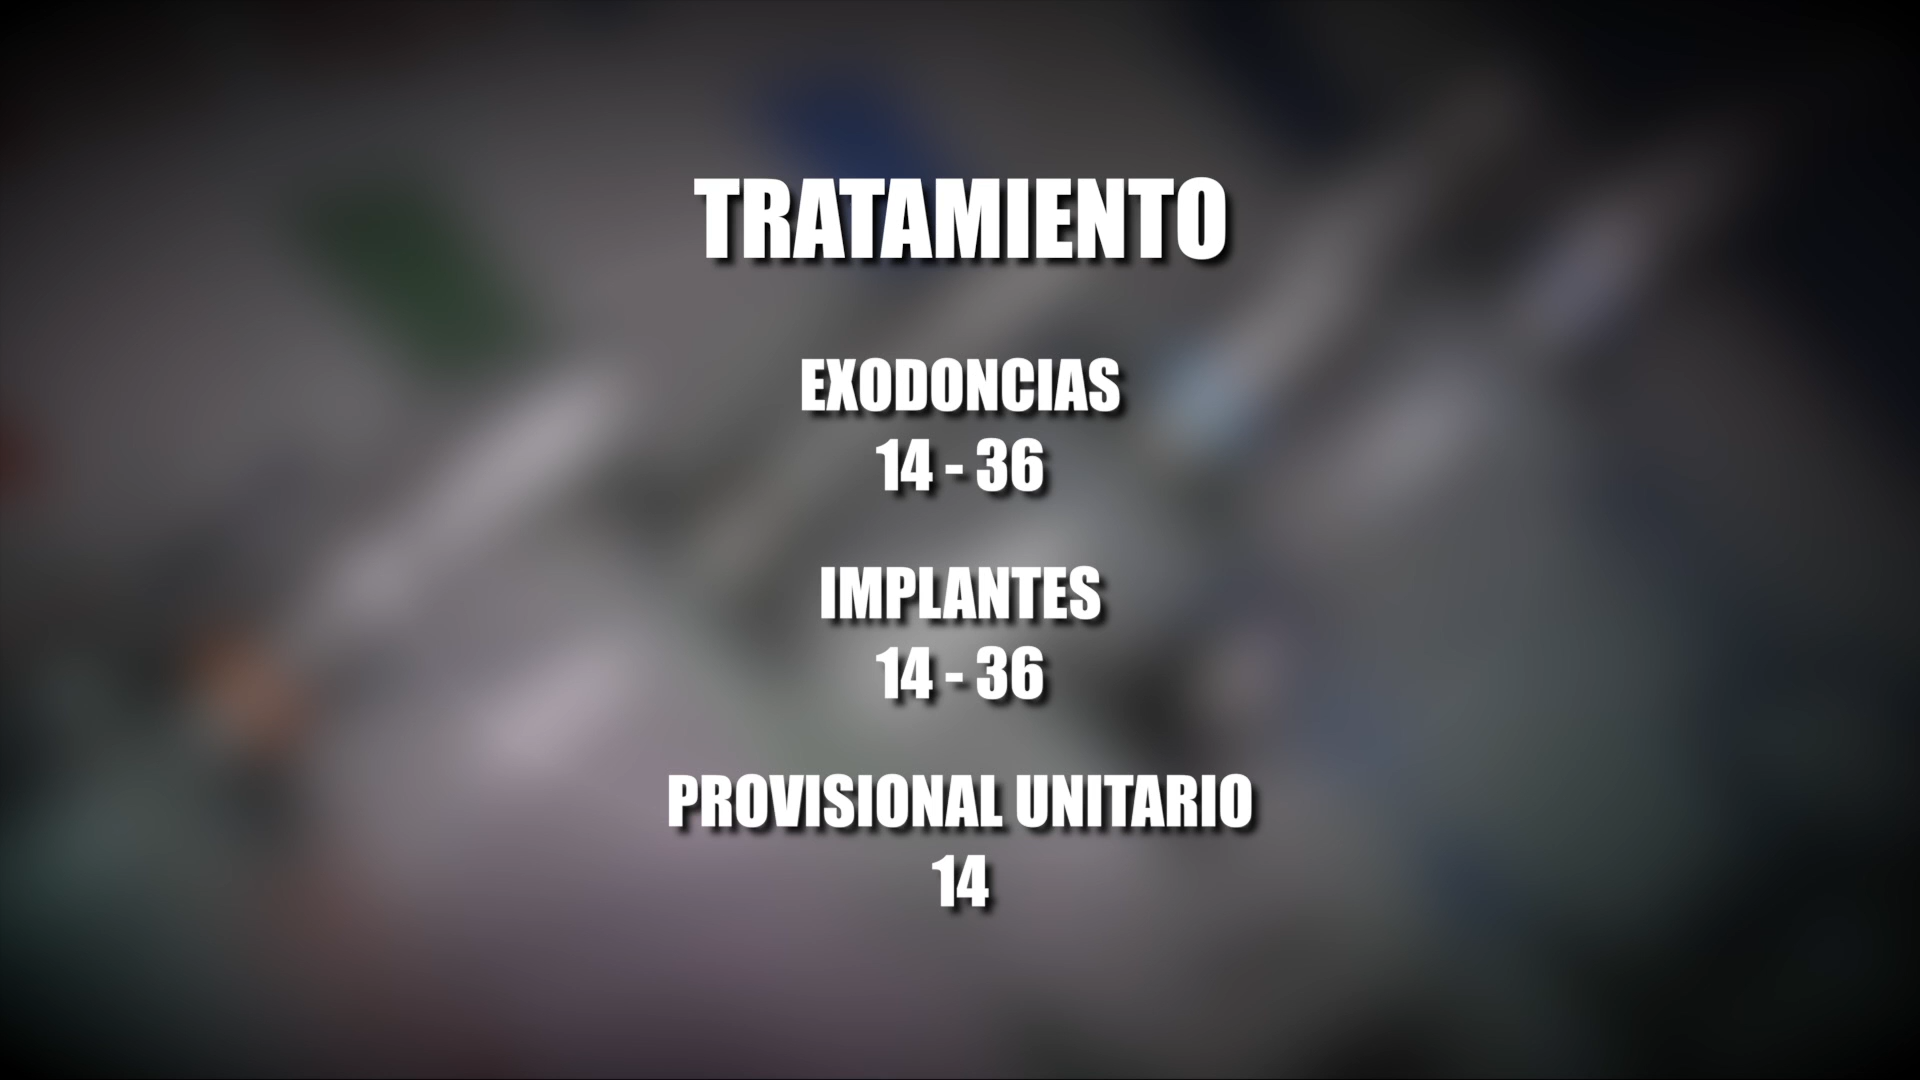 TRATAMIENTO
EXODONCIAS
14 - 36
IMPLANTES
14 - 36
PROVISIONAL UNITARIO
14